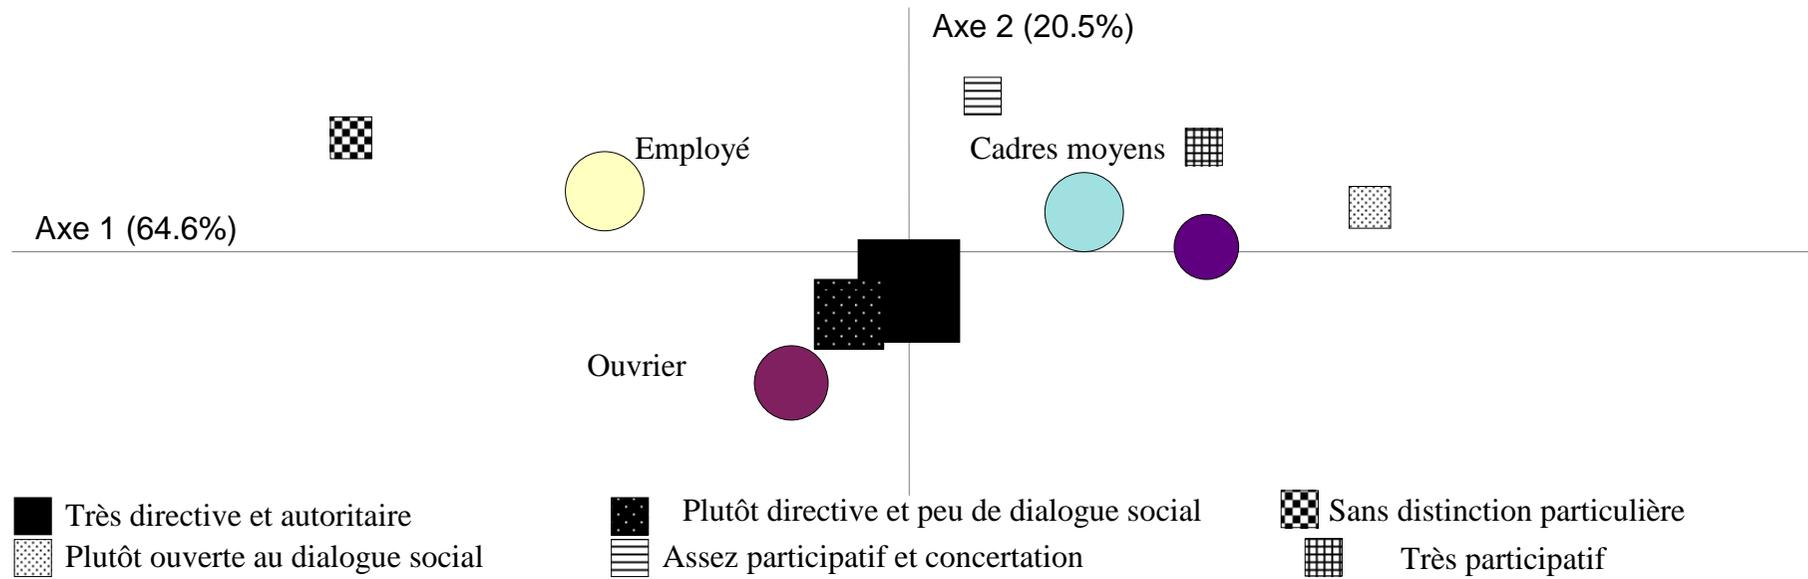 Axe 2 (20.5%)
Employé
Cadres moyens
Axe 1 (64.6%)
Ouvrier
Très directive et autoritaire
Plutôt directive et peu de dialogue social
Sans distinction particulière
Plutôt ouverte au dialogue social
Assez participatif et concertation
Très participatif